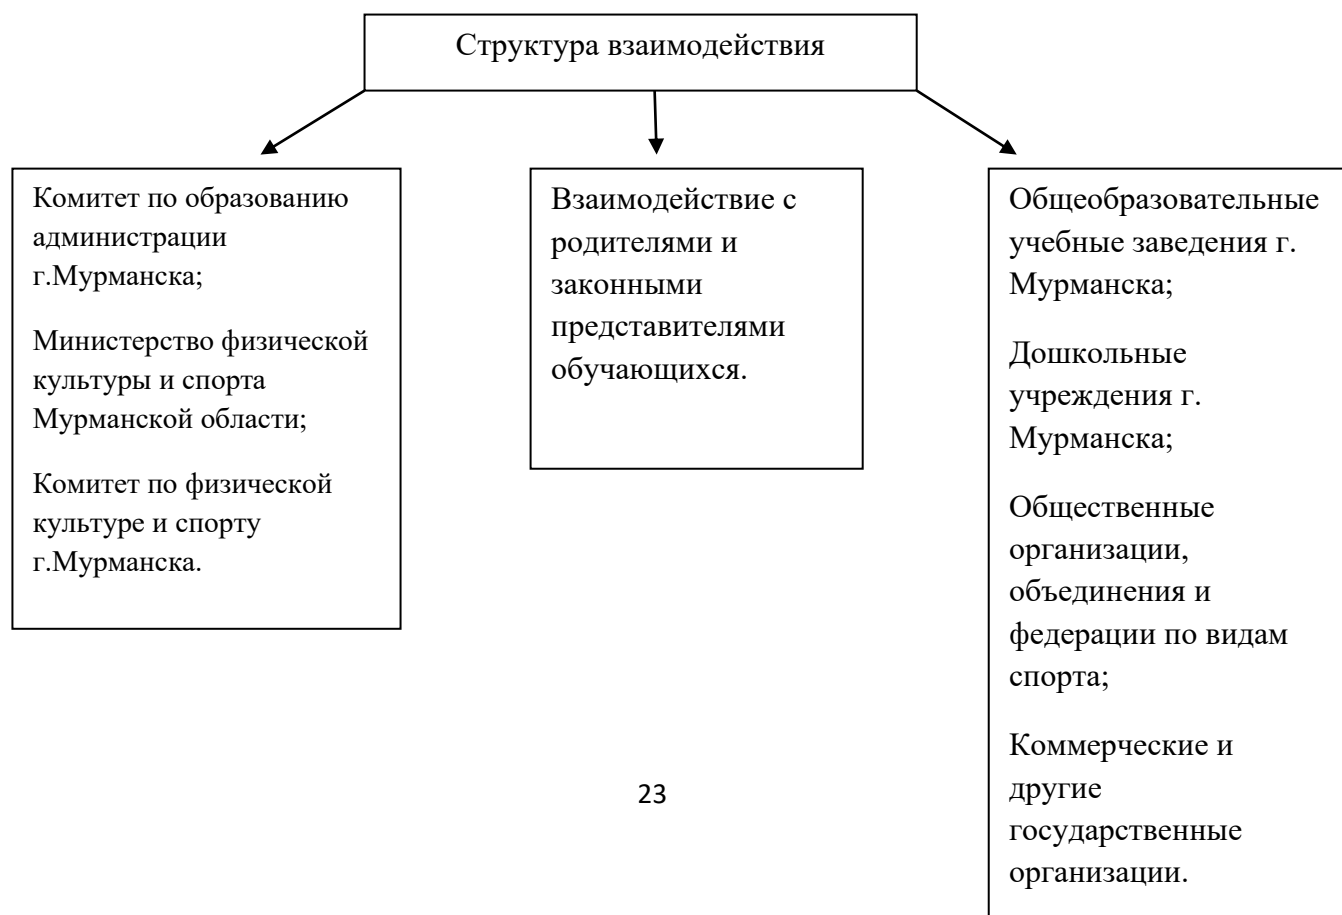 Структура взаимодействия
Комитет по образованию
администрации
г.Мурманска;
Министерство физической
культуры и спорта
Мурманской области;
Комитет по физической
культуре и спорту
г.Мурманска.
Взаимодействие с
родителями и
законными
представителями
обучающихся.
Общеобразовательные
учебные заведения г.
Мурманска;
Дошкольные
учреждения г.
Мурманска;
Общественные
организации,
объединения и
федерации по видам
спорта;
Коммерческие и
другие
государственные
организации.
23